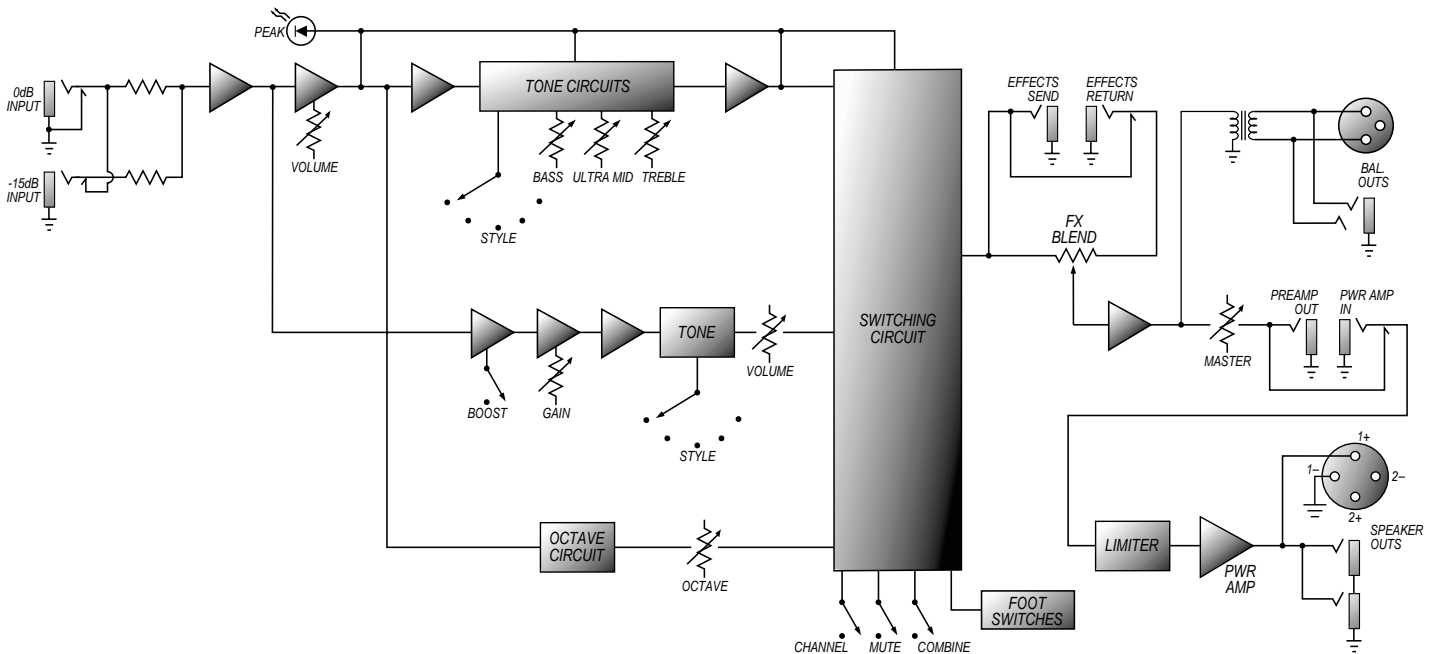 PEAK
0dB
INPUT
-15dB
INPUT
VOLUME
TONE CIRCUITS
BASS
ULTRA MID
TREBLE
STYLE
BOOST
GAIN
TONE
VOLUME
STYLE
OCTAVE
CIRCUIT
OCTAVE
SWITCHING
CIRCUIT
CHANNEL
MUTE
COMBINE
FOOT
SWITCHES
EFFECTS
SEND
EFFECTS
RETURN
FX
BLEND
BAL.
OUTS
MASTER
PREAMP
OUT
PWR AMP
IN
LIMITER
PWR
AMP
1+
1–
2–
2+
SPEAKER
OUTS